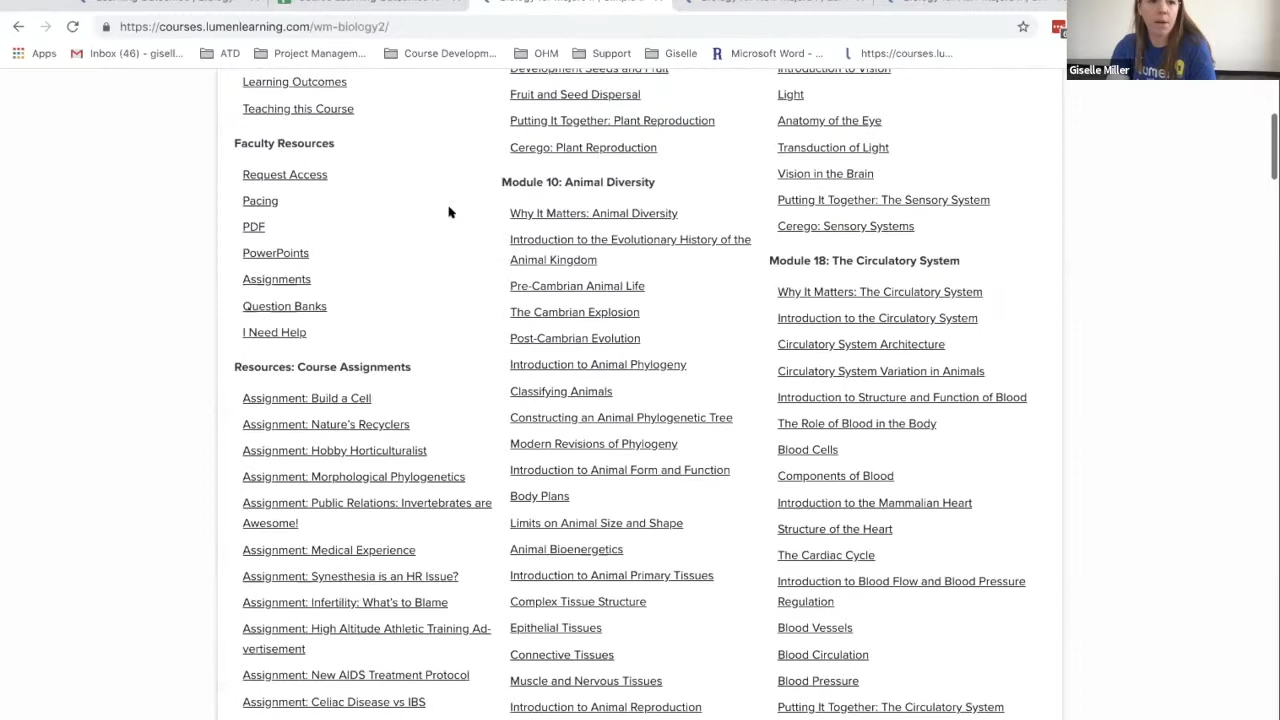 https://courses.lumenlearning.com/wm-biology2/
Apps
Inbox (46) - gisell...
ATD
Project Managem...
Course Developm...
OHM
Support
Giselle
Microsoft Word - ...
https://courses.lu...
Giselle Miller
Learning Outcomes
Teaching this Course
Faculty Resources
Request Access
Pacing
PDF
PowerPoints
Assignments
Question Banks
I Need Help
Resources: Course Assignments
Assignment: Build a Cell
Assignment: Nature's Recyclers
Assignment: Hobby Horticulturalist
Assignment: Morphological Phylogenetics
Assignment: Public Relations: Invertebrates are
Awesome!
Assignment: Medical Experience
Assignment: Synesthesia is an HR Issue?
Assignment: Infertility: What's to Blame
Assignment: High Altitude Athletic Training Ad-
vertisement
Assignment: New AIDS Treatment Protocol
Assignment: Celiac Disease vs IBS
Development Seeds and Fruit
Fruit and Seed Dispersal
Putting It Together: Plant Reproduction
Cerego: Plant Reproduction
Module 10: Animal Diversity
Why It Matters: Animal Diversity
Introduction to the Evolutionary History of the
Animal Kingdom
Pre-Cambrian Animal Life
The Cambrian Explosion
Post-Cambrian Evolution
Introduction to Animal Phylogeny
Classifying Animals
Constructing an Animal Phylogenetic Tree
Modern Revisions of Phylogeny
Introduction to Animal Form and Function
Body Plans
Limits on Animal Size and Shape
Animal Bioenergetics
Introduction to Animal Primary Tissues
Complex Tissue Structure
Epithelial Tissues
Connective Tissues
Muscle and Nervous Tissues
Introduction to Animal Reproduction
Introduction to Vision
Light
Anatomy of the Eye
Transduction of Light
Vision in the Brain
Putting It Together: The Sensory System
Cerego: Sensory Systems
Module 18: The Circulatory System
Why It Matters: The Circulatory System
Introduction to the Circulatory System
Circulatory System Architecture
Circulatory System Variation in Animals
Introduction to Structure and Function of Blood
The Role of Blood in the Body
Blood Cells
Components of Blood
Introduction to the Mammalian Heart
Structure of the Heart
The Cardiac Cycle
Introduction to Blood Flow and Blood Pressure
Regulation
Blood Vessels
Blood Circulation
Blood Pressure
Putting It Together: The Circulatory System